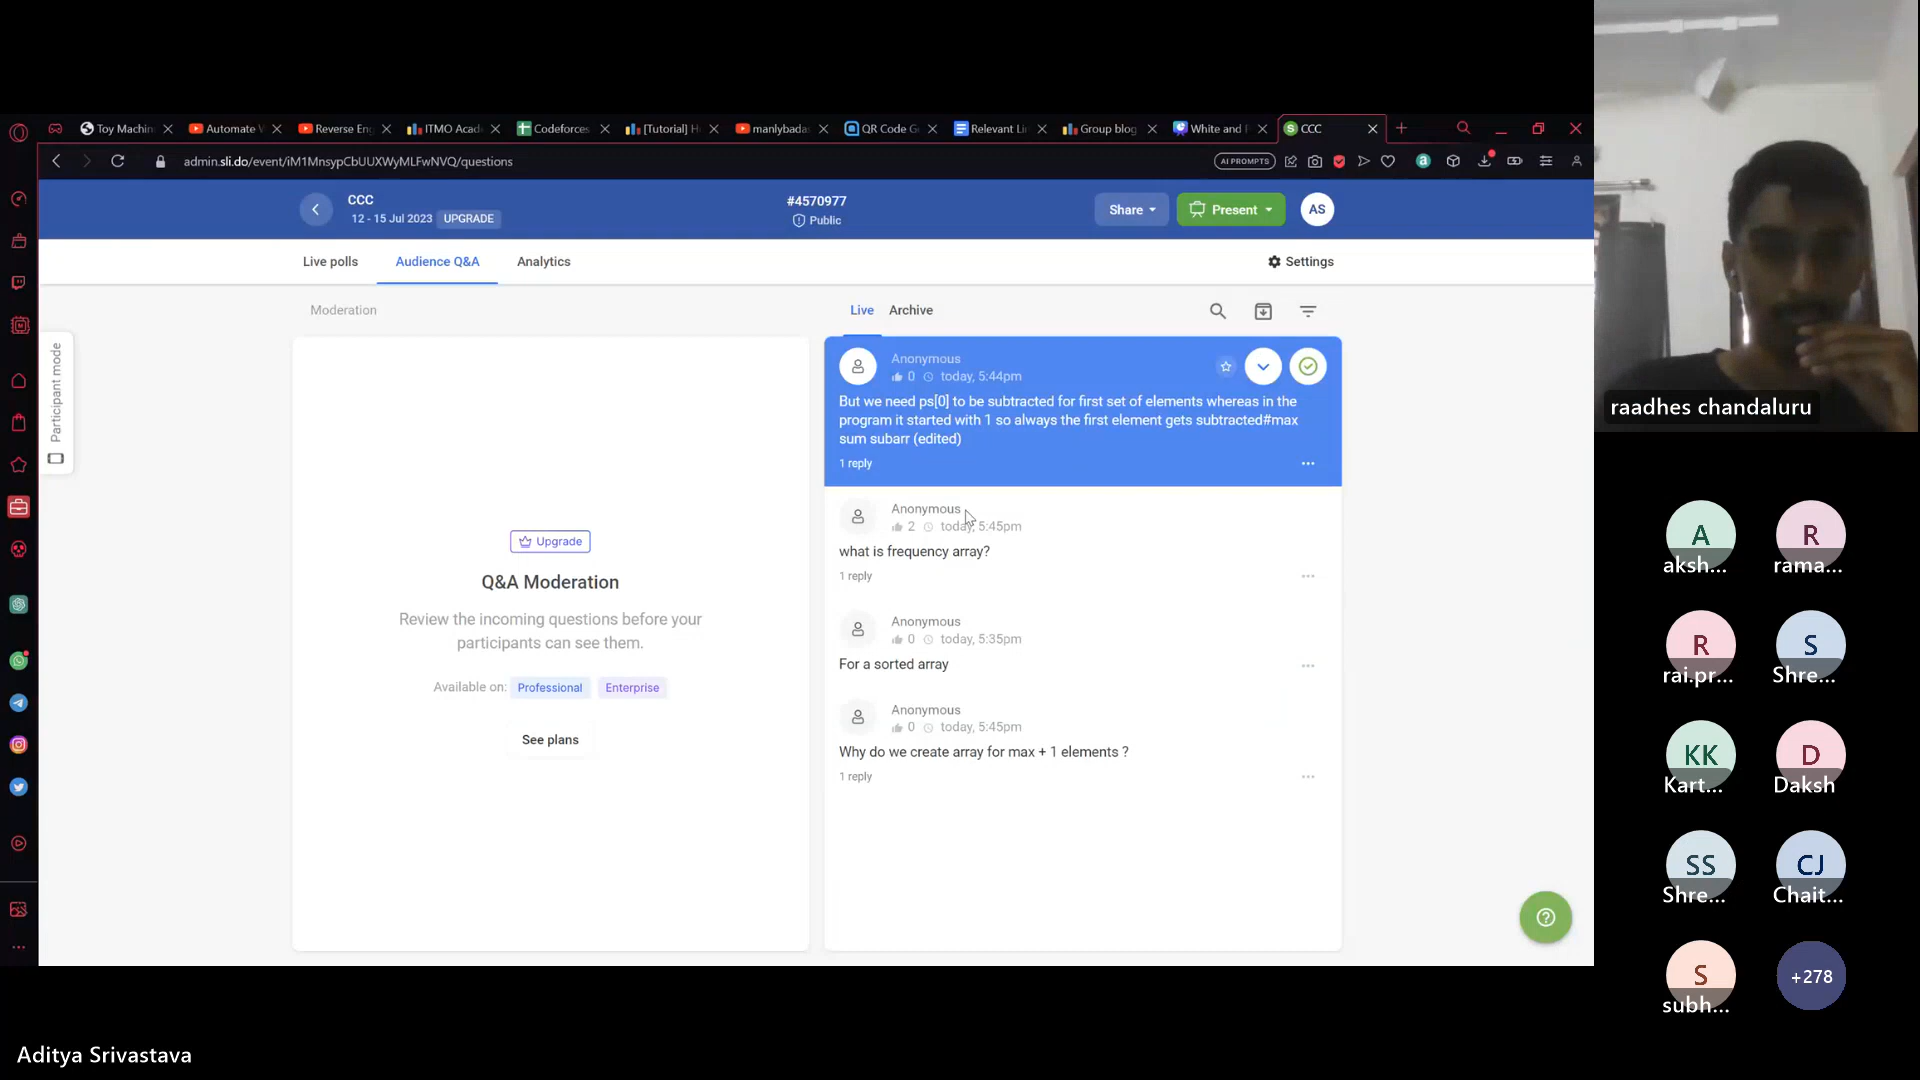 Toy Machin
Automate
Reverse En
ITMO Acad
Codeforces
[Tutorial] H
manlybada
QR Code G
Relevant Li
Group blog
White and
CCC
admin.sli.do/event/iM1MnsypCbUUXWyMLFwNVQ/questions
AI PROMPTS
CCC
12 - 15 Jul 2023 UPGRADE
#4570977
Public
Share
Present
AS
Live polls
Audience Q&A
Analytics
Settings
Participant mode
Moderation
Live
Archive
Upgrade
Q&A Moderation
Review the incoming questions before your
participants can see them.
Available on: Professional Enterprise
See plans
Anonymous
0 today, 5:44pm
But we need ps[0] to be subtracted for first set of elements whereas in the
program it started with 1 so always the first element gets subtracted#max
sum subarr (edited)
1 reply
Anonymous
2 today, 5:45pm
what is frequency array?
1 reply
Anonymous
0 today, 5:35pm
For a sorted array
Anonymous
0 today, 5:45pm
Why do we create array for max + 1 elements ?
1 reply
raadhes chandaluru
A
aksh...
R
rama...
R
rai.pr...
S
Shre...
KK
Kart...
D
Daksh
SS
Shre...
CJ
Chait...
S
subh...
+278
Aditya Srivastava